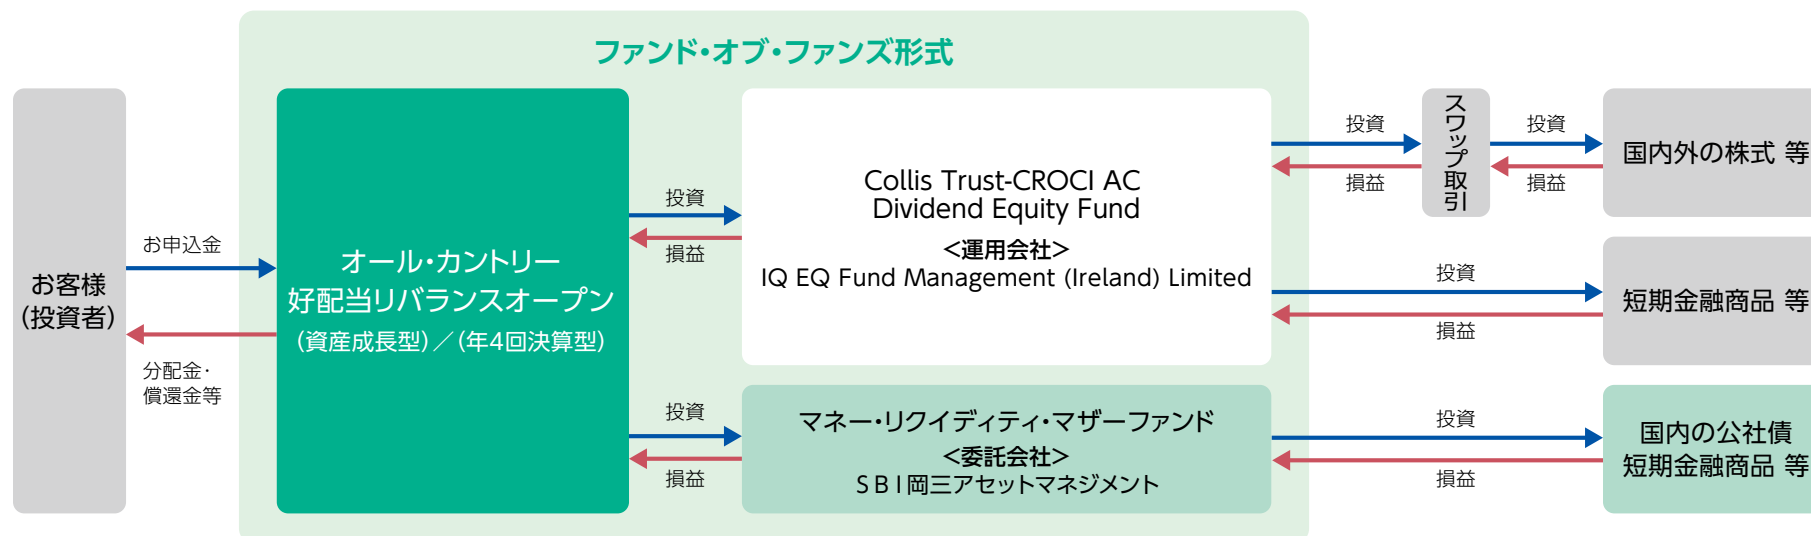 ファンド・オブ・ファンズ形式
お客様
（投資者）
お申込金
分配金・
償還金等
オール・カントリー
好配当リバランスオープン
（資産成長型）／（年4回決算型）
投資
損益
Collis Trust-CROCI AC
Dividend Equity Fund
<運用会社>
IQ EQ Fund Management (Ireland) Limited
投資
損益
スワップ取引
投資
損益
国内外の株式 等
投資
損益
短期金融商品 等
投資
損益
マネー・リクイディティ・マザーファンド
<委託会社>
ＳＢＩ岡三アセットマネジメント
投資
損益
国内の公社債
短期金融商品 等